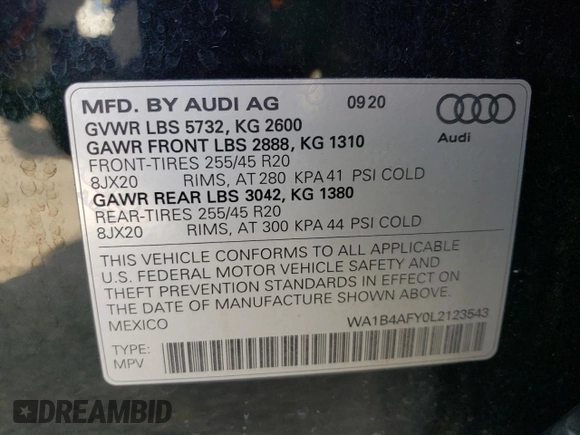 MFD. BY AUDI AG 0920
GVWR LBS 5732, KG 2600
GAWR FRONT LBS 2888, KG 1310
FRONT-TIRES 255/45 R20
8JX20 RIMS, AT 280 KPA 41 PSI COLD
GAWR REAR LBS 3042, KG 1380
REAR-TIRES 255/45 R20
8JX20 RIMS, AT 300 KPA 44 PSI COLD
Audi
THIS VEHICLE CONFORMS TO ALL APPLICABLE
U.S. FEDERAL MOTOR VEHICLE SAFETY AND
THEFT PREVENTION STANDARDS IN EFFECT ON
THE DATE OF MANUFACTURE SHOWN ABOVE.
MEXICO WA1B4AFY0L2123543
TYPE:
MPV
DREAMBID